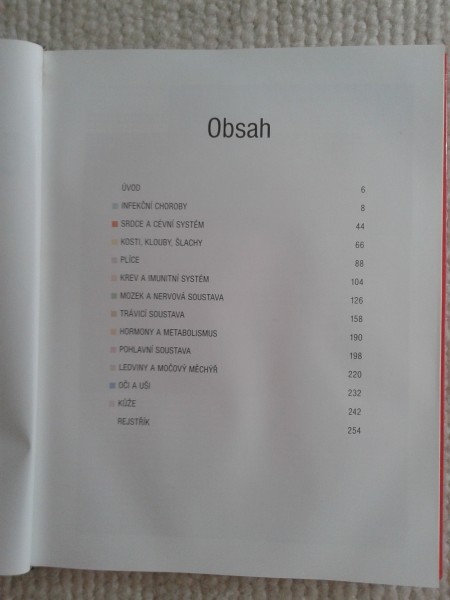 Obsah
ÚVOD 6
INFEKČNÍ CHOROBY 8
SRDCE A CÉVNÍ SYSTÉM 44
KOSTI, KLOUBY, ŠLACHY 66
PLÍCE 88
KREV A IMUNITNÍ SYSTÉM 104
MOZEK A NERVOVÁ SOUSTAVA 126
TRÁVICÍ SOUSTAVA 158
HORMONY A METABOLISMUS 190
POHLAVNÍ SOUSTAVA 198
LEDVINY A MOČOVÝ MĚCHÝŘ 220
OČI A UŠI 232
KŮŽE 242
REJSTŘÍK 254